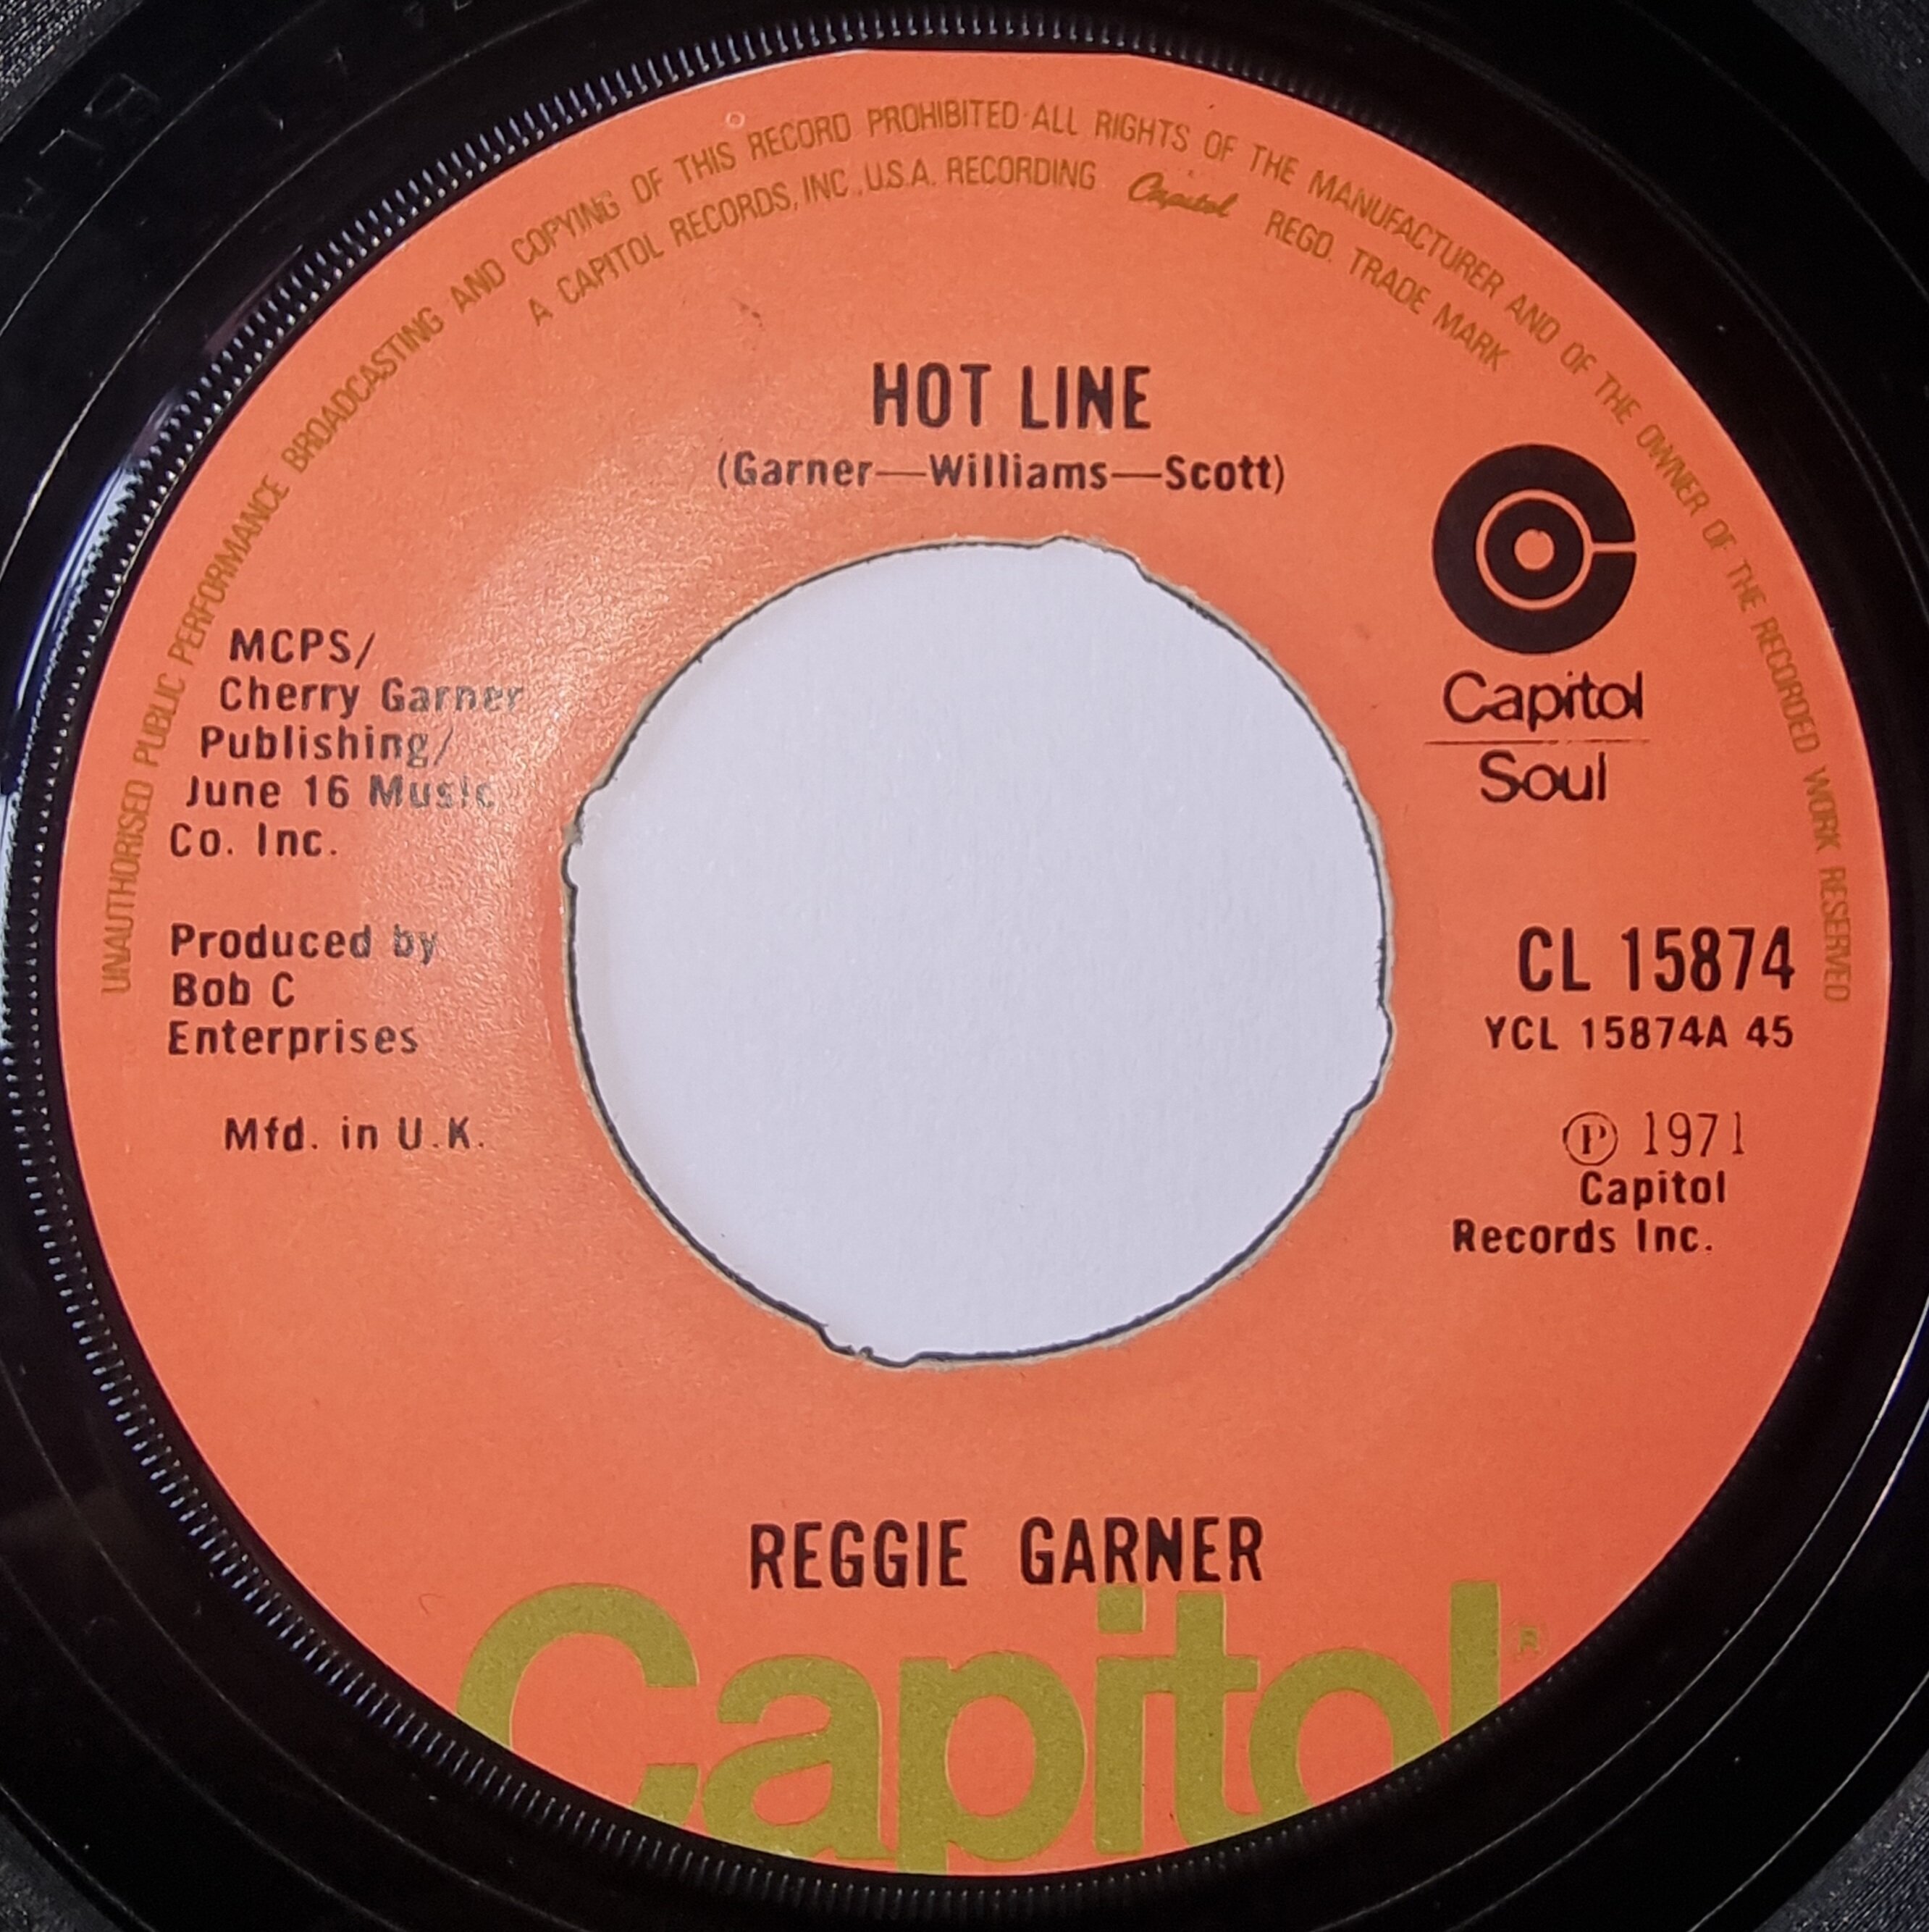 UNAUTHORISED PUBLIC PERFORMANCE BROADCASTING AND COPYING OF THIS RECORD PROHIBITED·ALL RIGHTS OF THE MANUFACTURER AND OF THE OWNER OF THE RECORDED WORK RESERVED
A CAPITOL RECORDS, INC., U.S.A. RECORDING Capitol REGD. TRADE MARK
HOT LINE
(Garner—Williams—Scott)
MCPS/
Cherry Garner
Publishing/
June 16 Music
Co. Inc.
Produced by
Bob C
Enterprises
Mfd. in U.K.
Capitol
Soul
CL 15874
YCL 15874A 45
Ⓟ 1971
Capitol
Records Inc.
REGGIE GARNER
Capitol®